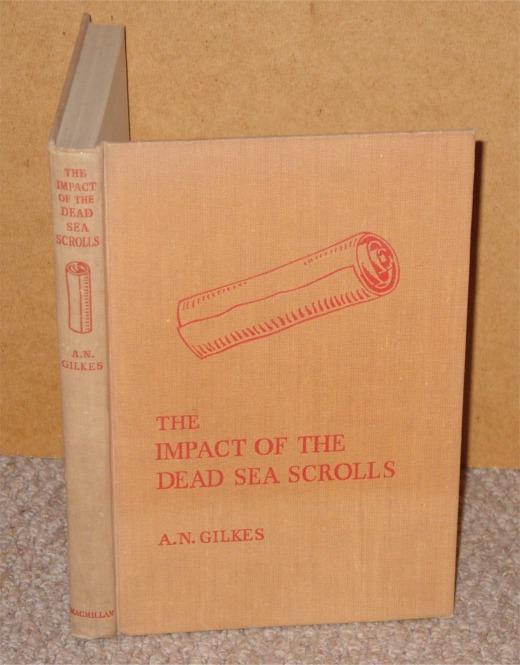 THE
IMPACT
OF THE
DEAD
SEA
SCROLLS
A.N.
GILKES
MACMILLAN
THE
IMPACT OF THE
DEAD SEA SCROLLS
A.N. GILKES